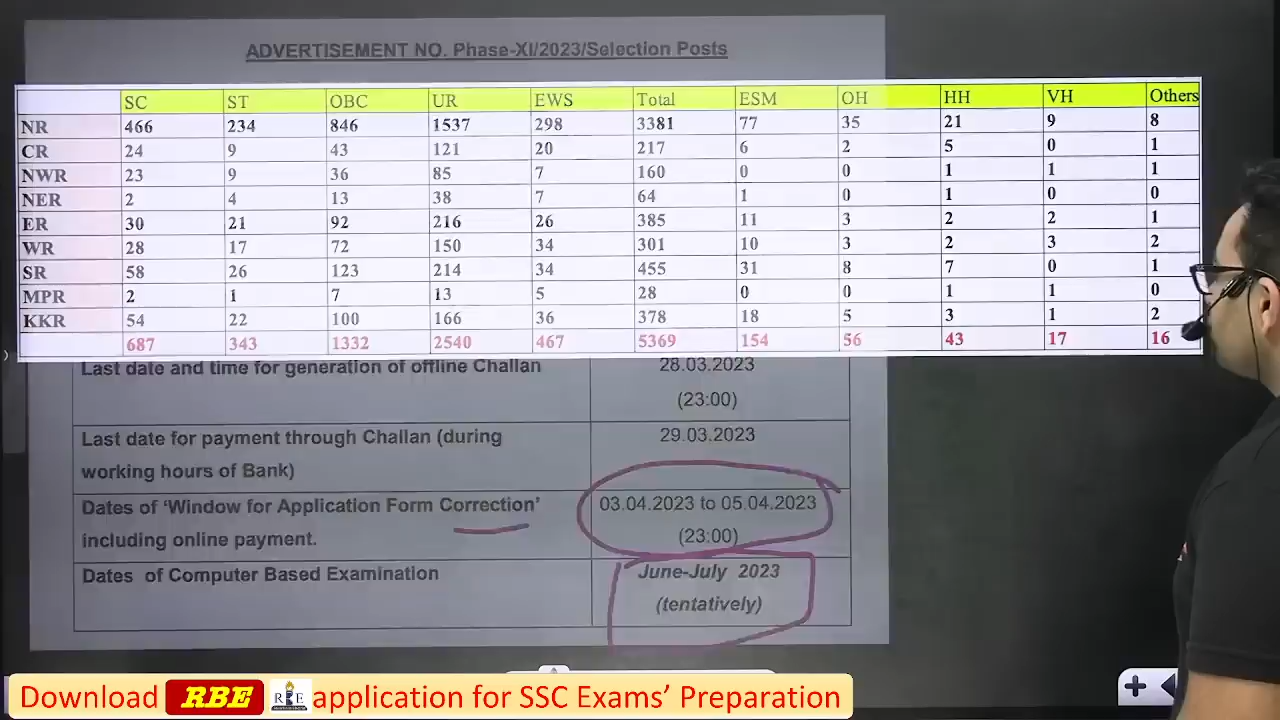 ADVERTISEMENT NO. Phase-XI/2023/Selection Posts
SC ST OBC UR EWS Total ESM OH HH VH Others
NR 466 234 846 1537 298 3381 77 35 21 9 8
CR 24 9 43 121 20 217 6 2 5 0 1
NWR 23 9 36 85 7 160 0 0 1 1 1
NER 2 4 13 38 7 64 1 0 1 0 0
ER 30 21 92 216 26 385 11 3 2 2 1
WR 28 17 72 150 34 301 10 3 2 3 2
SR 58 26 123 214 34 455 31 8 7 0 1
MPR 2 1 7 13 5 28 0 0 1 1 0
KKR 54 22 100 166 36 378 18 5 3 1 2
687 343 1332 2540 467 5369 154 56 43 17 16
Last date and time for generation of offline Challan 28.03.2023
(23:00)
Last date for payment through Challan (during 29.03.2023
working hours of Bank)
Dates of ‘Window for Application Form Correction’ 03.04.2023 to 05.04.2023
including online payment. (23:00)
Dates of Computer Based Examination June-July 2023
(tentatively)
Download RBE application for SSC Exams’ Preparation